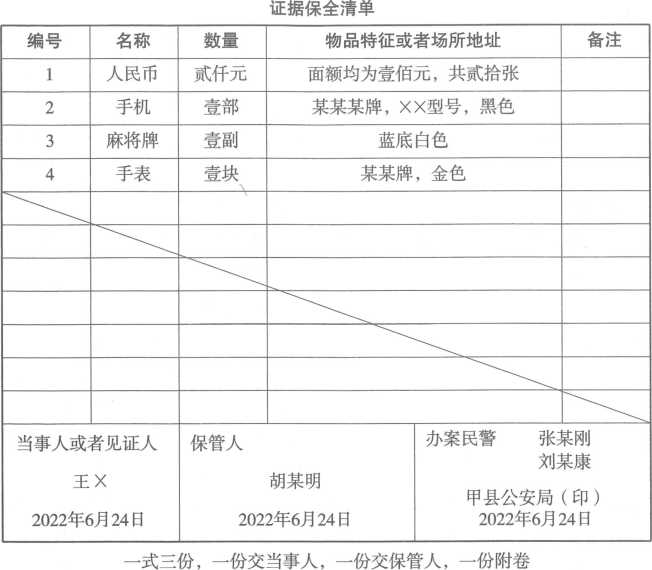 证据保全清单
编号 名称 数量 物品特征或者场所地址 备注
1 人民币 贰仟元 面额均为壹佰元，共贰拾张
2 手机 壹部 某某某牌，××型号，黑色
3 麻将牌 壹副 蓝底白色
4 手表 壹块 某某牌，金色
当事人或者见证人
王×
2022年6月24日
保管人
胡某明
2022年6月24日
办案民警 张某刚
刘某康
甲县公安局（印）
2022年6月24日
一式三份，一份交当事人，一份交保管人，一份附卷